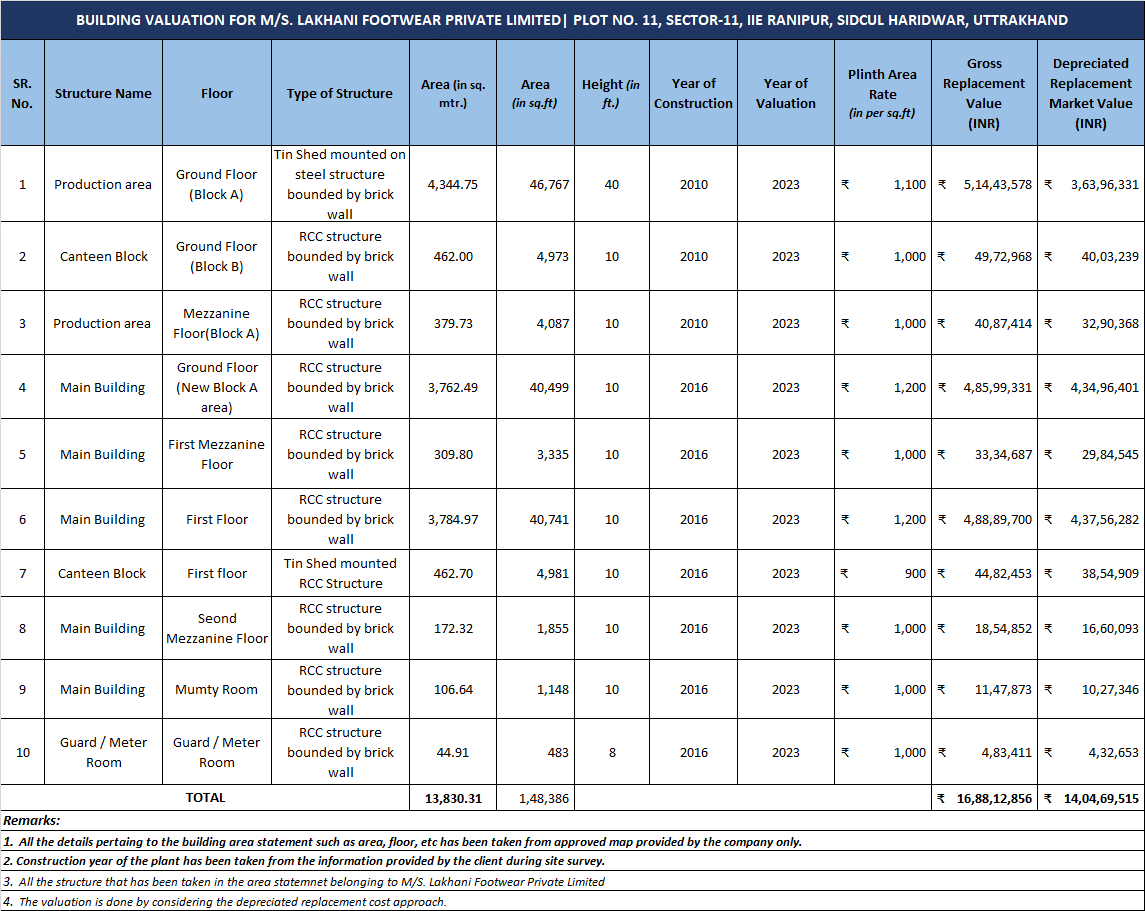 BUILDING VALUATION FOR M/S. LAKHANI FOOTWEAR PRIVATE LIMITED| PLOT NO. 11, SECTOR-11, IIE RANIPUR, SIDCUL HARIDWAR, UTTRAKHAND
SR. No. | Structure Name | Floor | Type of Structure | Area (in sq. mtr.) | Area (in sq.ft) | Height (in ft.) | Year of Construction | Year of Valuation | Plinth Area Rate (in per sq.ft) | Gross Replacement Value (INR) | Depreciated Replacement Market Value (INR)
1 | Production area | Ground Floor (Block A) | Tin Shed mounted on steel structure bounded by brick wall | 4,344.75 | 46,767 | 40 | 2010 | 2023 | ₹ 1,100 | ₹ 5,14,43,578 | ₹ 3,63,96,331
2 | Canteen Block | Ground Floor (Block B) | RCC structure bounded by brick wall | 462.00 | 4,973 | 10 | 2010 | 2023 | ₹ 1,000 | ₹ 49,72,968 | ₹ 40,03,239
3 | Production area | Mezzanine Floor(Block A) | RCC structure bounded by brick wall | 379.73 | 4,087 | 10 | 2010 | 2023 | ₹ 1,000 | ₹ 40,87,414 | ₹ 32,90,368
4 | Main Building | Ground Floor (New Block A area) | RCC structure bounded by brick wall | 3,762.49 | 40,499 | 10 | 2016 | 2023 | ₹ 1,200 | ₹ 4,85,99,331 | ₹ 4,34,96,401
5 | Main Building | First Mezzanine Floor | RCC structure bounded by brick wall | 309.80 | 3,335 | 10 | 2016 | 2023 | ₹ 1,000 | ₹ 33,34,687 | ₹ 29,84,545
6 | Main Building | First Floor | RCC structure bounded by brick wall | 3,784.97 | 40,741 | 10 | 2016 | 2023 | ₹ 1,200 | ₹ 4,88,89,700 | ₹ 4,37,56,282
7 | Canteen Block | First floor | Tin Shed mounted RCC Structure | 462.70 | 4,981 | 10 | 2016 | 2023 | ₹ 900 | ₹ 44,82,453 | ₹ 38,54,909
8 | Main Building | Seond Mezzanine Floor | RCC structure bounded by brick wall | 172.32 | 1,855 | 10 | 2016 | 2023 | ₹ 1,000 | ₹ 18,54,852 | ₹ 16,60,093
9 | Main Building | Mumty Room | RCC structure bounded by brick wall | 106.64 | 1,148 | 10 | 2016 | 2023 | ₹ 1,000 | ₹ 11,47,873 | ₹ 10,27,346
10 | Guard / Meter Room | Guard / Meter Room | RCC structure bounded by brick wall | 44.91 | 483 | 8 | 2016 | 2023 | ₹ 1,000 | ₹ 4,83,411 | ₹ 4,32,653
TOTAL | 13,830.31 | 1,48,386 | ₹ 16,88,12,856 | ₹ 14,04,69,515
Remarks:
1. All the details pertaing to the building area statement such as area, floor, etc has been taken from approved map provided by the company only.
2. Construction year of the plant has been taken from the information provided by the client during site survey.
3. All the structure that has been taken in the area statemnet belonging to M/S. Lakhani Footwear Private Limited
4. The valuation is done by considering the depreciated replacement cost approach.